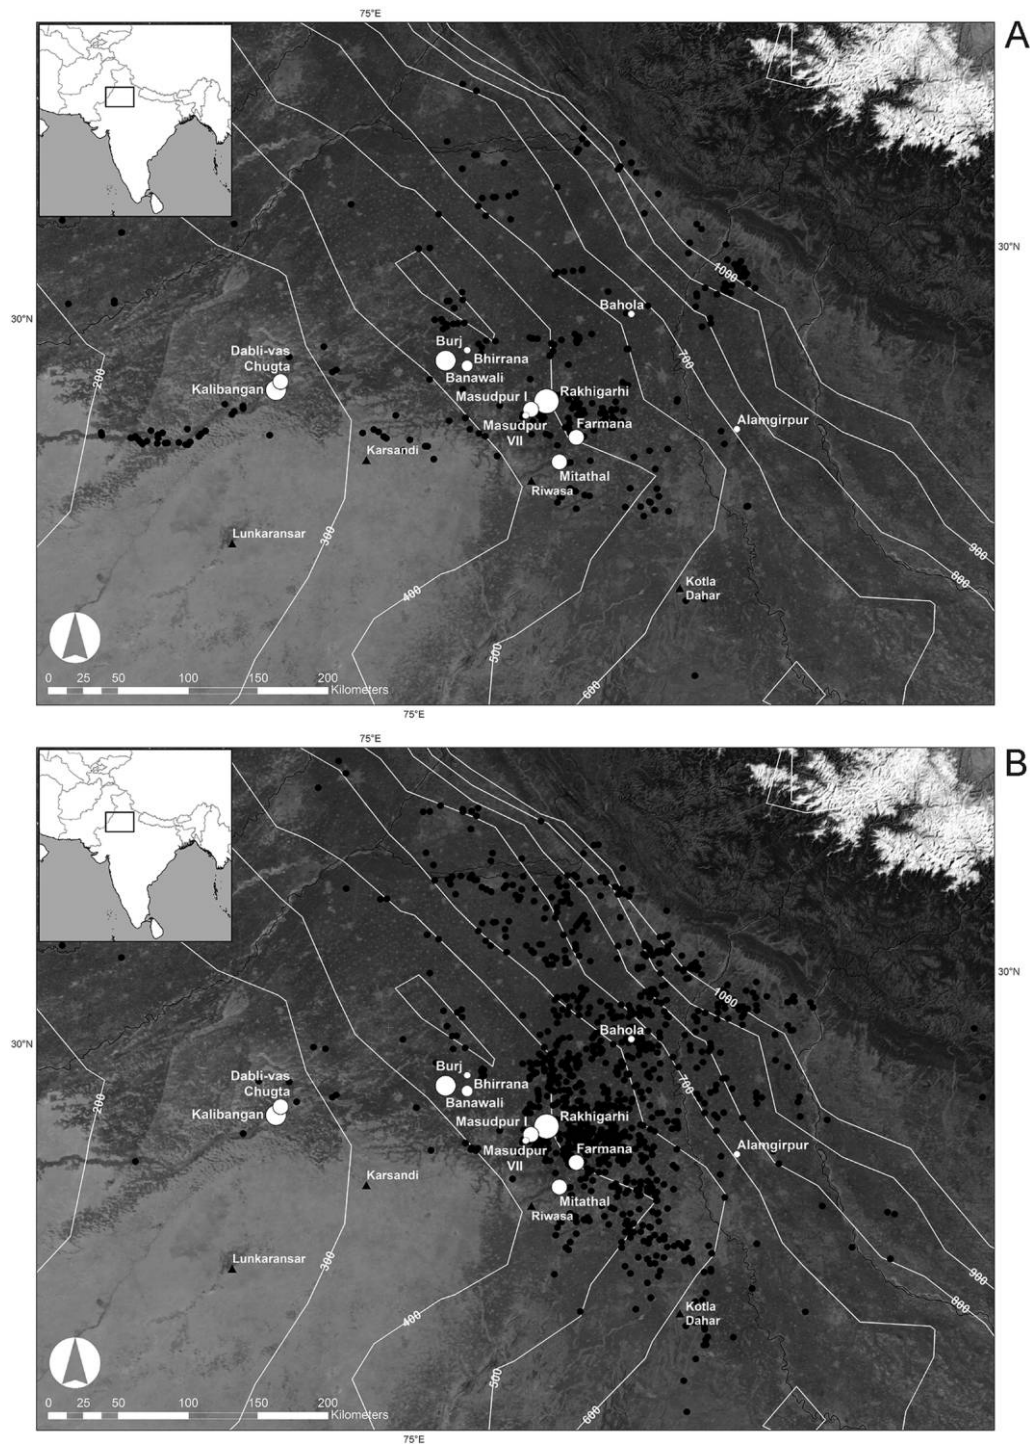 75°E
A
1000
30°N
Bahola
30°N
Burj
Bhirrana
Dabli-vas
Chugta
Banawali
700
200
Kalibangan
Masudpur I
Rakhigarhi
Masudpur
VII
Farmana
Alamgirpur
Karsandi
Mitathal
Riwasa
Lunkaransar
300
900
Kotla
Dahar
800
400
500
600
0
50
100
150
200
Kilometers
75°E
75°E
B
30°N
1000
Bahola
30°N
Burj
Bhirrana
Dabli-vas
Chugta
Banawali
700
200
Kalibangan
Masudpur I
Rakhigarhi
Masudpur
VII
Farmana
Alamgirpur
Karsandi
Mitathal
Riwasa
Lunkaransar
300
900
Kotla
Dahar
800
400
500
600
0
50
100
150
200
Kilometers
75°E